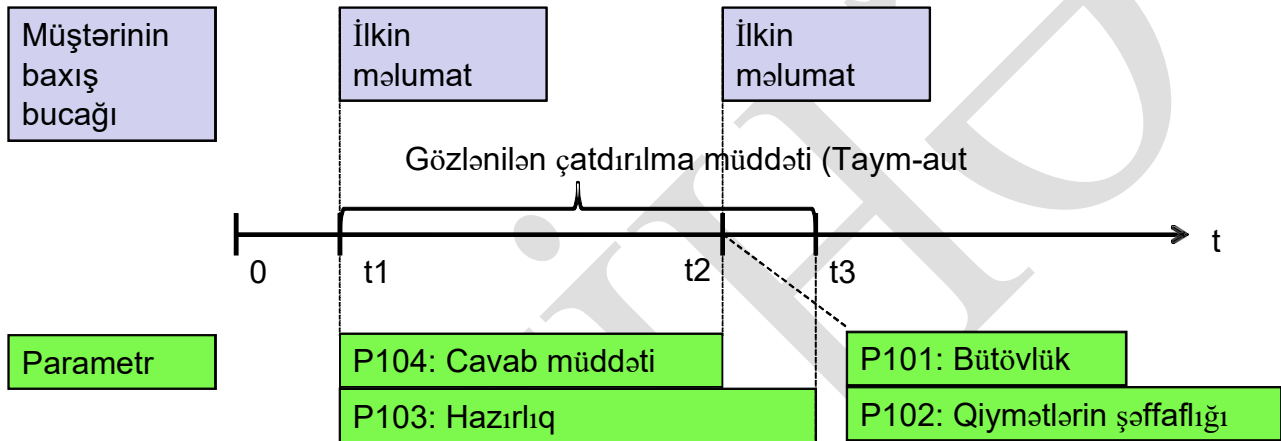 Müştərinin
baxış
bucağı
İlkin
məlumat
İlkin
məlumat
Gözlənilən çatdırılma müddəti (Taym-aut
0
t1
t2
t3
t
Parametr
P104: Cavab müddəti
P101: Bütövlük
P103: Hazırlıq
P102: Qiymətlərin şəffaflığı